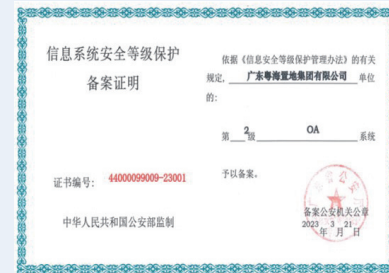 信息系统安全等级保护
备案证明
证书编号: 44000099009-23001
中华人民共和国公安部监制
依据《信息安全等级保护管理办法》的有关
规定, 广东粤海置地集团有限公司 单位
的:
第 2 级 OA 系统
予以备案。
备案公安机关公章
2023 3 21
年 月 日